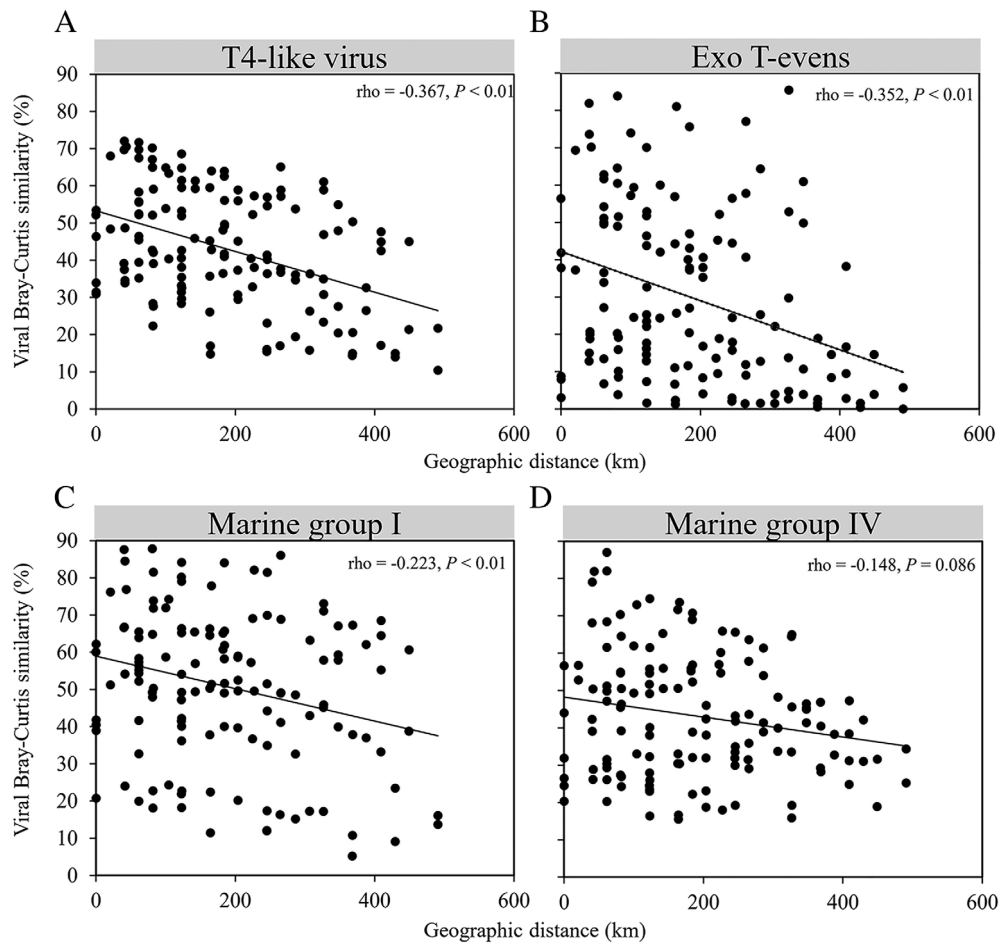 A
B
T4-like virus
Exo T-evens
rho = -0.367, P < 0.01
rho = -0.352, P < 0.01
Viral Bray-Curtis similarity (%)
90
80
70
60
50
40
30
20
10
0
0 200 400 600
0 200 400 600
Geographic distance (km)
C
D
Marine group I
Marine group IV
rho = -0.223, P < 0.01
rho = -0.148, P = 0.086
Viral Bray-Curtis similarity (%)
90
80
70
60
50
40
30
20
10
0
0 200 400 600
0 200 400 600
Geographic distance (km)